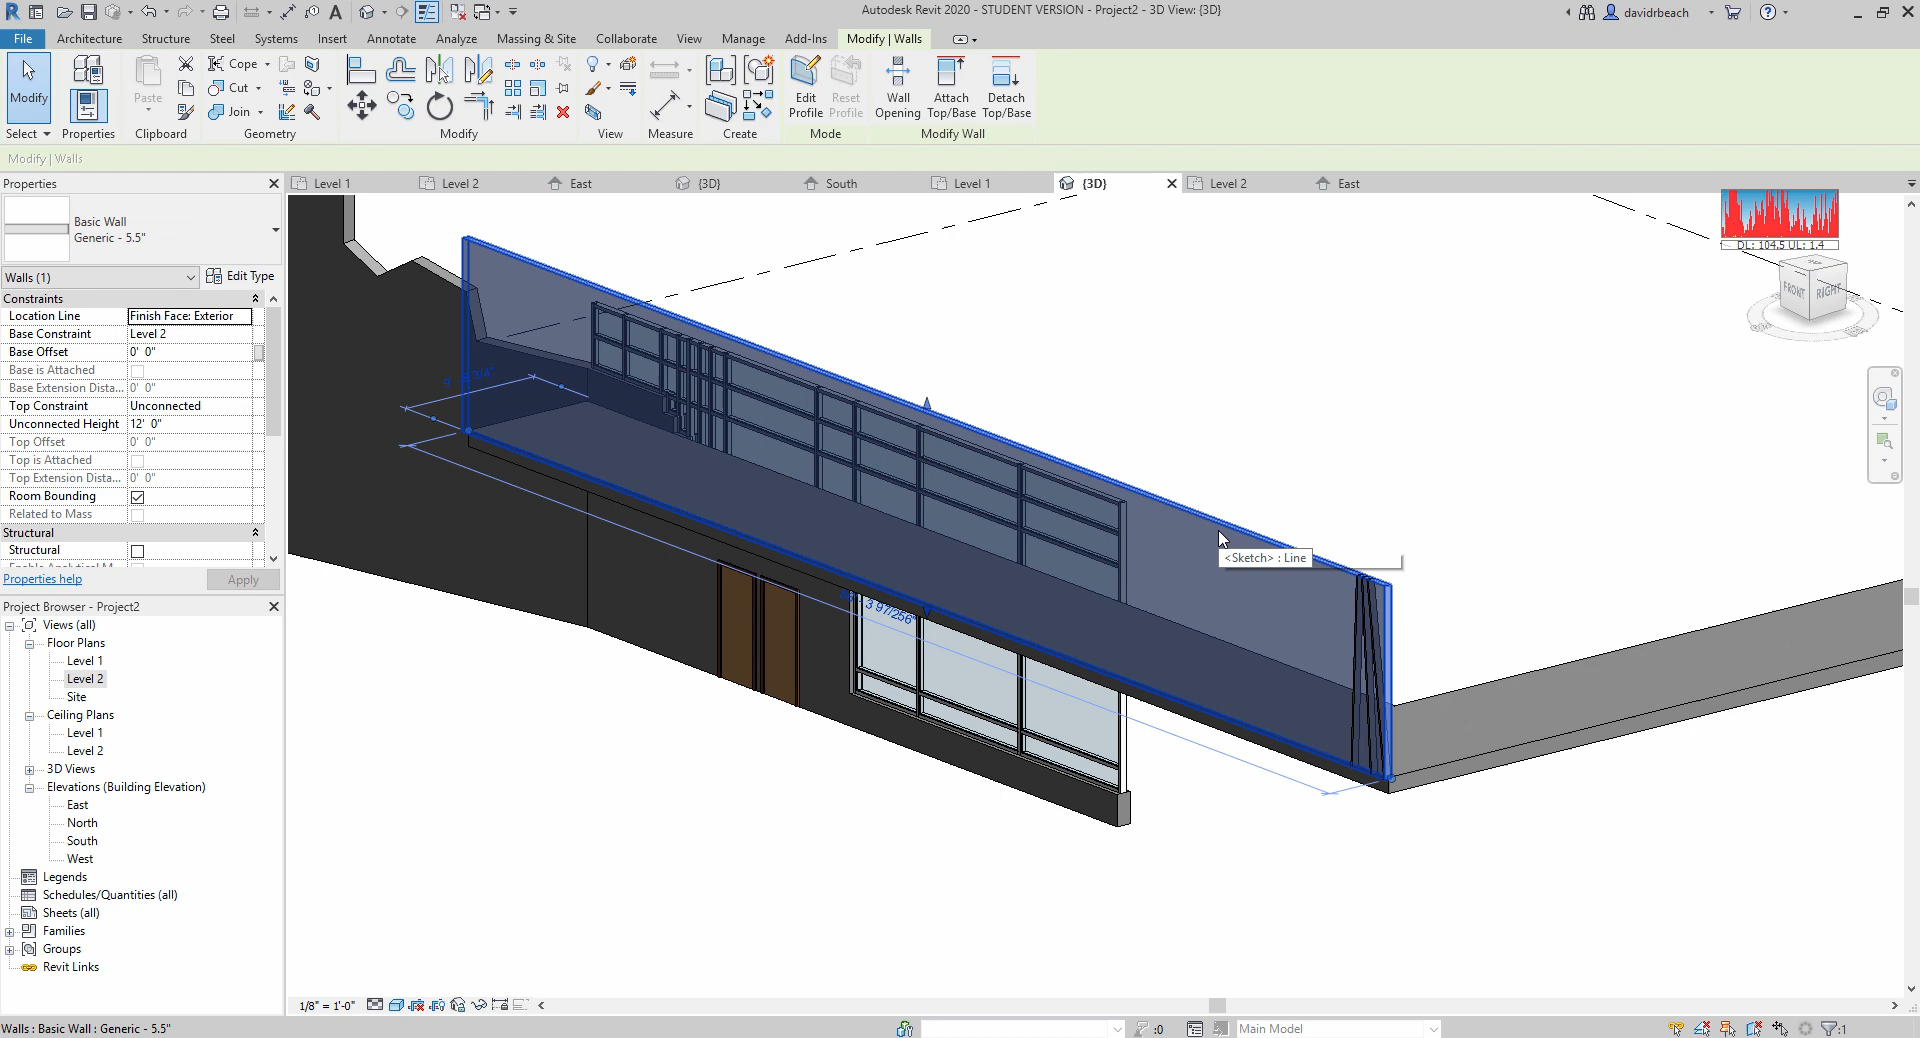 Autodesk Revit 2020 - STUDENT VERSION - Project2 - 3D View: {3D}
davidrbeach
File
Architecture
Structure
Steel
Systems
Insert
Annotate
Analyze
Massing & Site
Collaborate
View
Manage
Add-Ins
Modify | Walls
Modify
Paste
Cope
Cut
Join
Edit Profile
Reset Profile
Wall Opening
Attach Top/Base
Detach Top/Base
Select
Properties
Clipboard
Geometry
Modify
View
Measure
Create
Mode
Modify Wall
Modify | Walls
Properties
Level 1
Level 2
East
{3D}
South
Level 1
{3D}
Level 2
East
Basic Wall
Generic - 5.5"
Walls (1)
Edit Type
Constraints
Location Line Finish Face: Exterior
Base Constraint Level 2
Base Offset 0' 0"
Base is Attached
Base Extension Dista... 0' 0"
Top Constraint Unconnected
Unconnected Height 12' 0"
Top Offset 0' 0"
Top is Attached
Top Extension Dista... 0' 0"
Room Bounding
Related to Mass
Structural
Structural
Properties help
Apply
Project Browser - Project2
Views (all)
Floor Plans
Level 1
Level 2
Site
Ceiling Plans
Level 1
Level 2
3D Views
Elevations (Building Elevation)
East
North
South
West
Legends
Schedules/Quantities (all)
Sheets (all)
Families
Groups
Revit Links
DL: 104.5 UL: 1.4
FRONT
RIGHT
3 97/256"
<Sketch> : Line
1/8" = 1'-0"
Walls : Basic Wall : Generic - 5.5"
:0
Main Model
:1